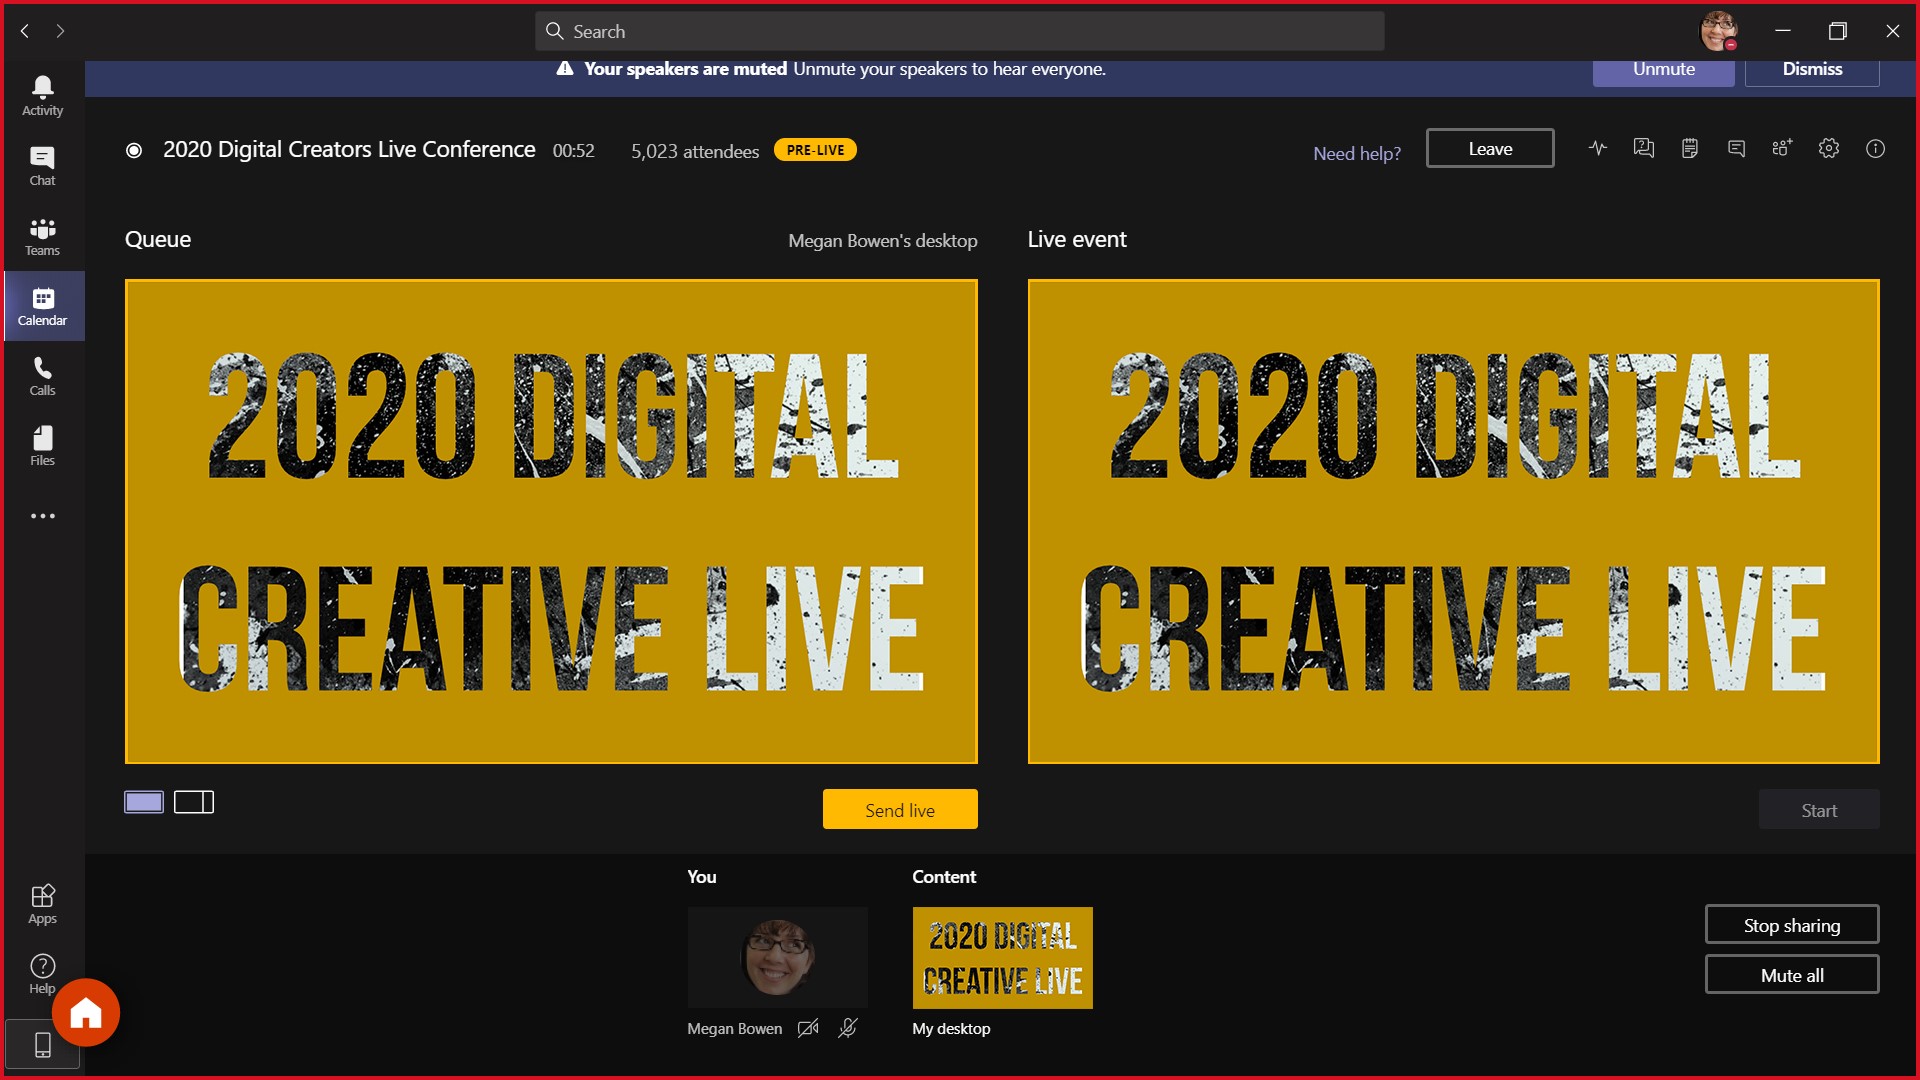 Search
Your speakers are muted Unmute your speakers to hear everyone.
Unmute
Dismiss
Activity
Chat
Teams
Calendar
Calls
Files
Apps
Help
2020 Digital Creators Live Conference 00:52 5,023 attendees PRE-LIVE
Need help?
Leave
Queue
Megan Bowen's desktop
2020 DIGITAL
CREATIVE LIVE
Send live
Live event
2020 DIGITAL
CREATIVE LIVE
Start
You
Megan Bowen
Content
2020 DIGITAL
CREATIVE LIVE
My desktop
Stop sharing
Mute all